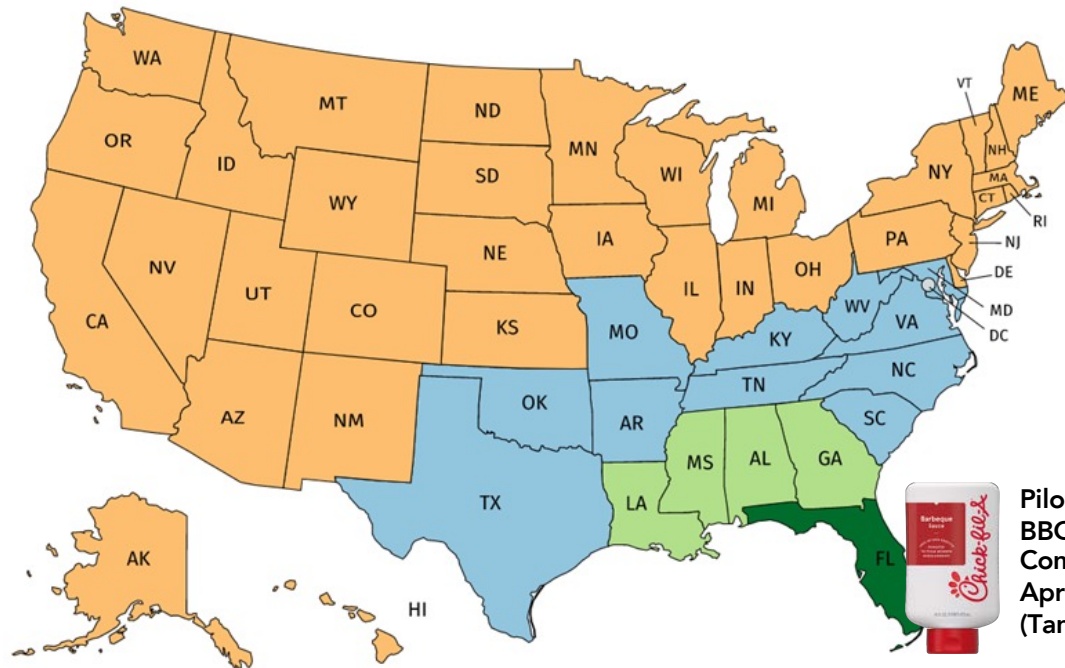 WA
MT
ND
MN
VT
ME
OR
ID
SD
WI
NH
WY
MI
NY
MA
CT
RI
NE
IA
PA
NJ
NV
UT
CO
IL
IN
OH
DE
CA
KS
MO
WV
VA
MD
DC
KY
AZ
NM
OK
AR
TN
NC
SC
TX
LA
MS
AL
GA
FL
AK
HI
Barbeque
Sauce
Chick-fil-A
Pilo
BBQ
Con
Apr
(Tar